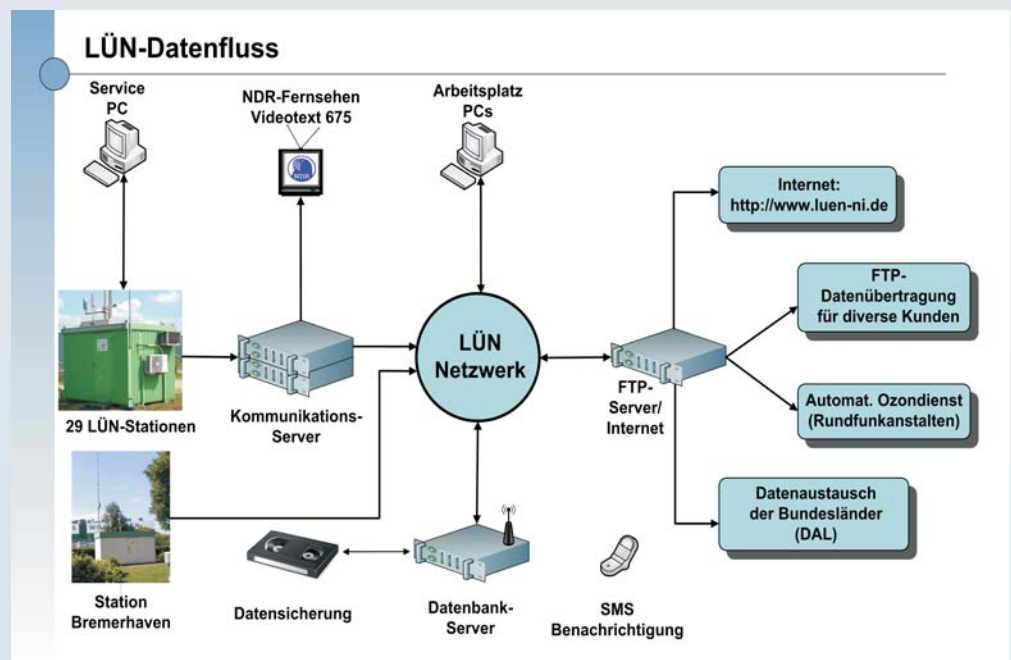 LÜN-Datenfluss
Service
PC
NDR-Fernsehen
Videotext 675
Arbeitsplatz
PCs
NDR
Internet:
http://www.luen-ni.de
FTP-
Datenübertragung
für diverse Kunden
LÜN
Netzwerk
FTP-
Server/
Internet
Automat. Ozondienst
(Rundfunkanstalten)
29 LÜN-Stationen
Kommunikations-
Server
Datenaustausch
der Bundesländer
(DAL)
Station
Bremerhaven
Datensicherung
Datenbank-
Server
SMS
Benachrichtigung